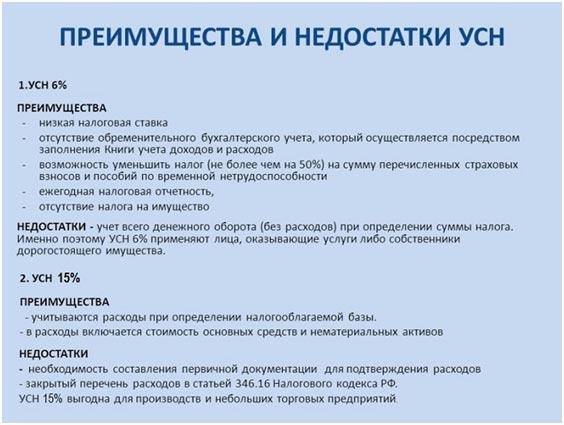 ПРЕИМУЩЕСТВА И НЕДОСТАТКИ УСН
1.УСН 6%
ПРЕИМУЩЕСТВА
- низкая налоговая ставка
- отсутствие обременительного бухгалтерского учета, который осуществляется посредством
заполнения Книги учета доходов и расходов
- возможность уменьшить налог (не более чем на 50%) на сумму перечисленных страховых
взносов и пособий по временной нетрудоспособности
- ежегодная налоговая отчетность,
- отсутствие налога на имущество
НЕДОСТАТКИ - учет всего денежного оборота (без расходов) при определении суммы налога.
Именно поэтому УСН 6% применяют лица, оказывающие услуги либо собственники
дорогостоящего имущества.
2. УСН 15%
ПРЕИМУЩЕСТВА
- учитываются расходы при определении налогооблагаемой базы.
- в расходы включается стоимость основных средств и нематериальных активов
НЕДОСТАТКИ
- необходимость составления первичной документации для подтверждения расходов
- закрытый перечень расходов в статьей 346.16 Налогового кодекса РФ.
УСН 15% выгодна для производств и небольших торговых предприятий.